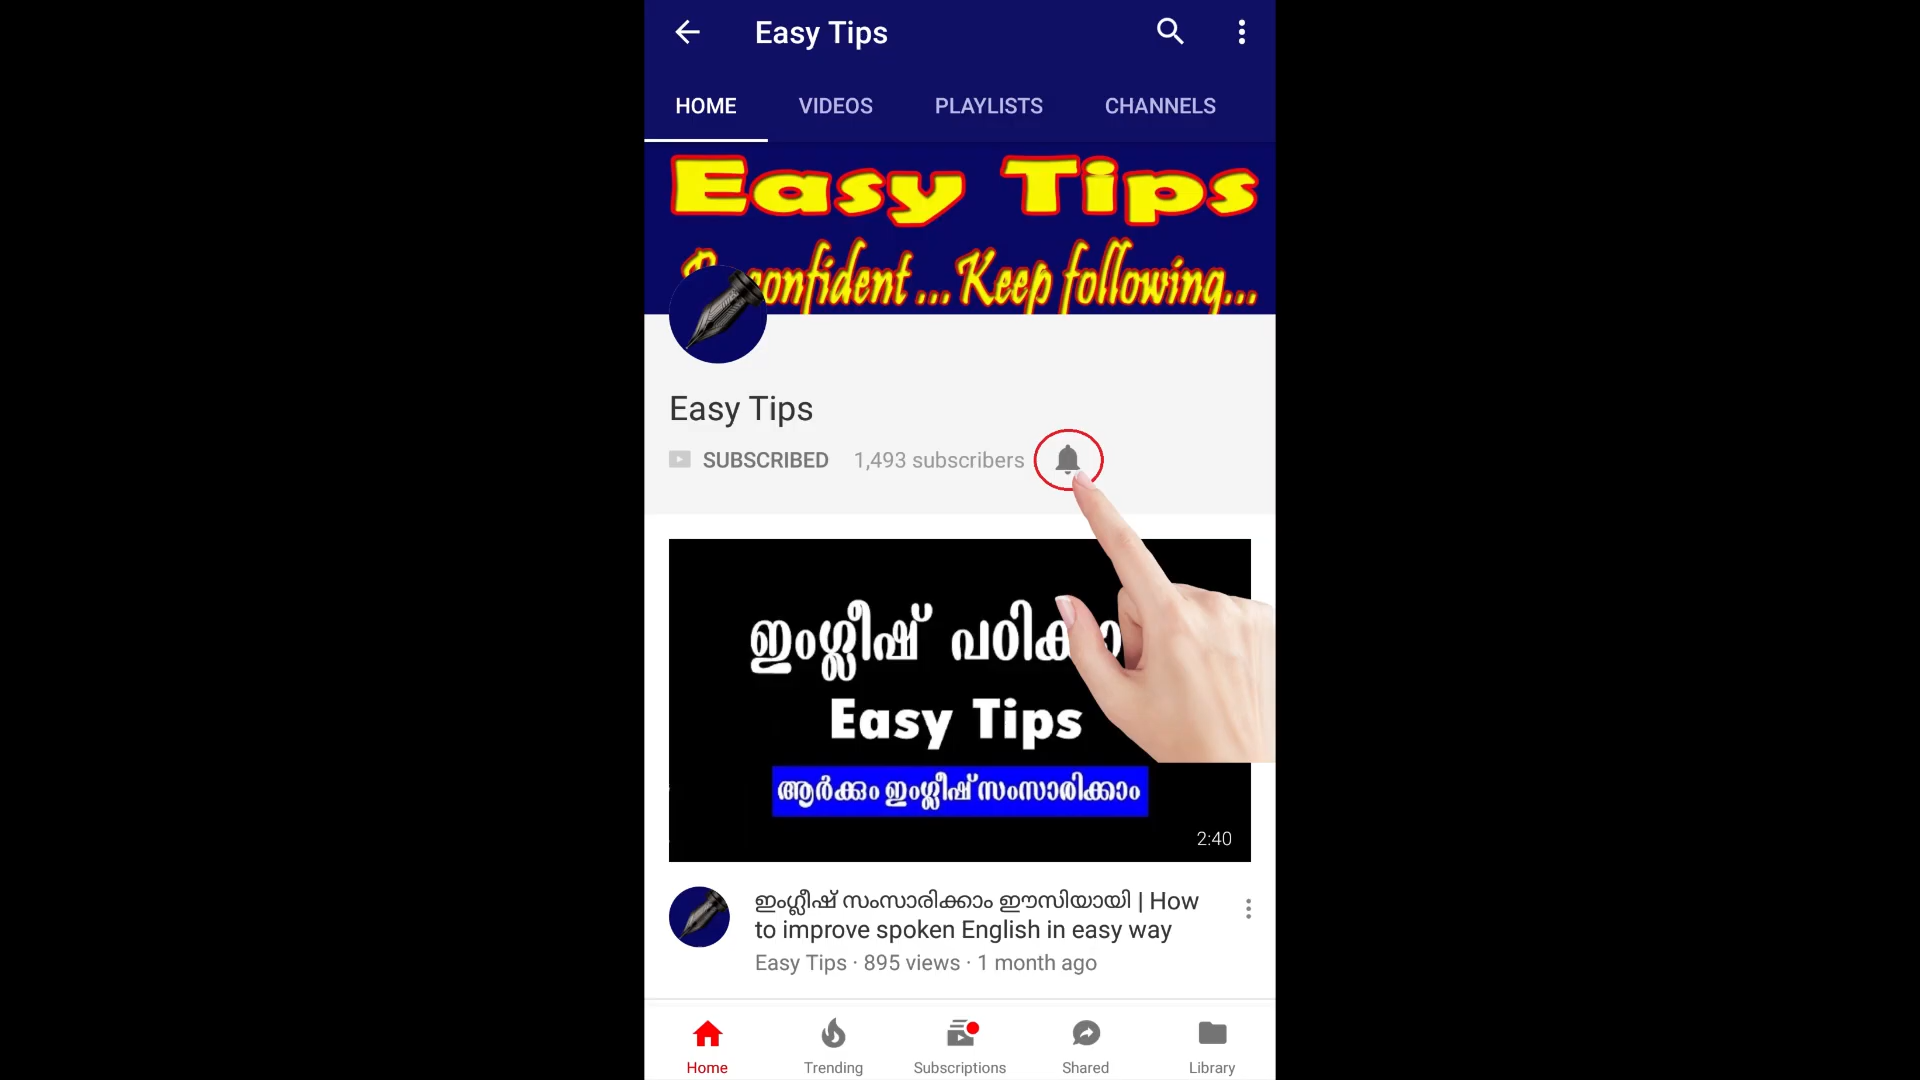 Easy Tips
HOME VIDEOS PLAYLISTS CHANNELS
Easy Tips
confident ... Keep following...
Easy Tips
SUBSCRIBED 1,493 subscribers
ഇംഗ്ലീഷ് പഠിക്കാ
Easy Tips
ആർക്കും ഇംഗ്ലീഷ് സംസാരിക്കാം
2:40
ഇംഗ്ലീഷ് സംസാരിക്കാം ഈസിയായി | How
to improve spoken English in easy way
Easy Tips · 895 views · 1 month ago
Home Trending Subscriptions Shared Library